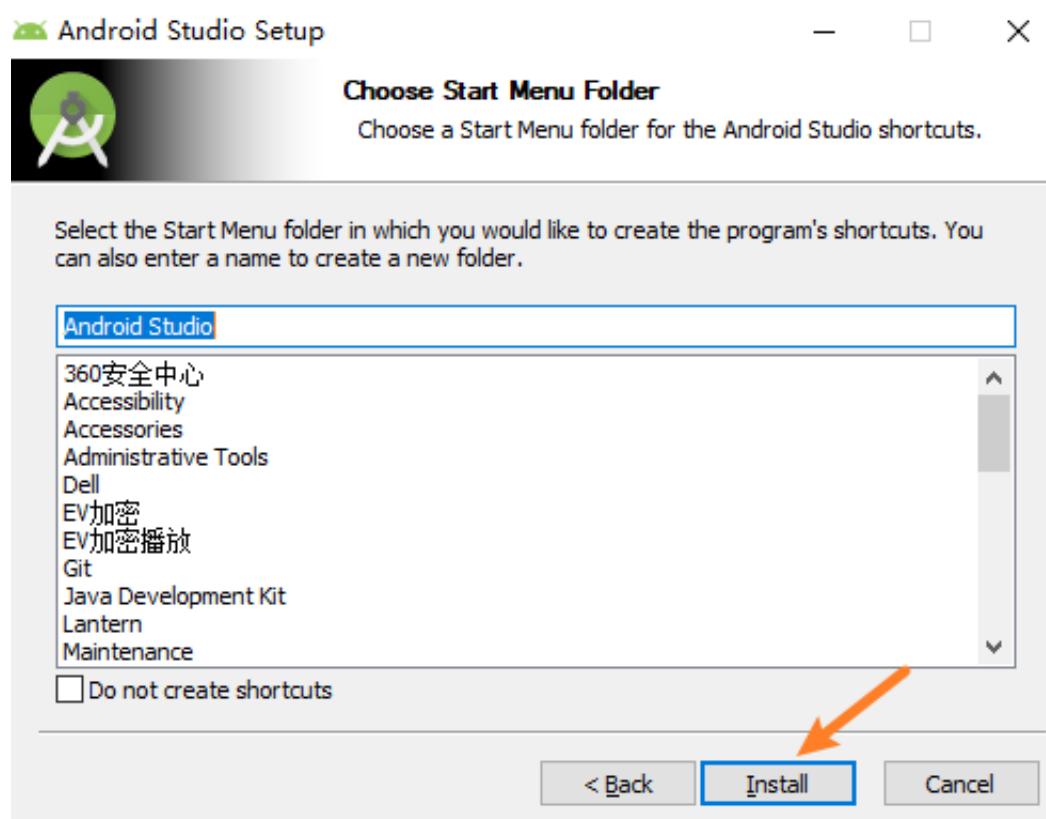 Android Studio Setup
Choose Start Menu Folder
Choose a Start Menu folder for the Android Studio shortcuts.
Select the Start Menu folder in which you would like to create the program's shortcuts. You
can also enter a name to create a new folder.
Android Studio
360安全中心
Accessibility
Accessories
Administrative Tools
Dell
EV加密
EV加密播放
Git
Java Development Kit
Lantern
Maintenance
Do not create shortcuts
< Back Install Cancel